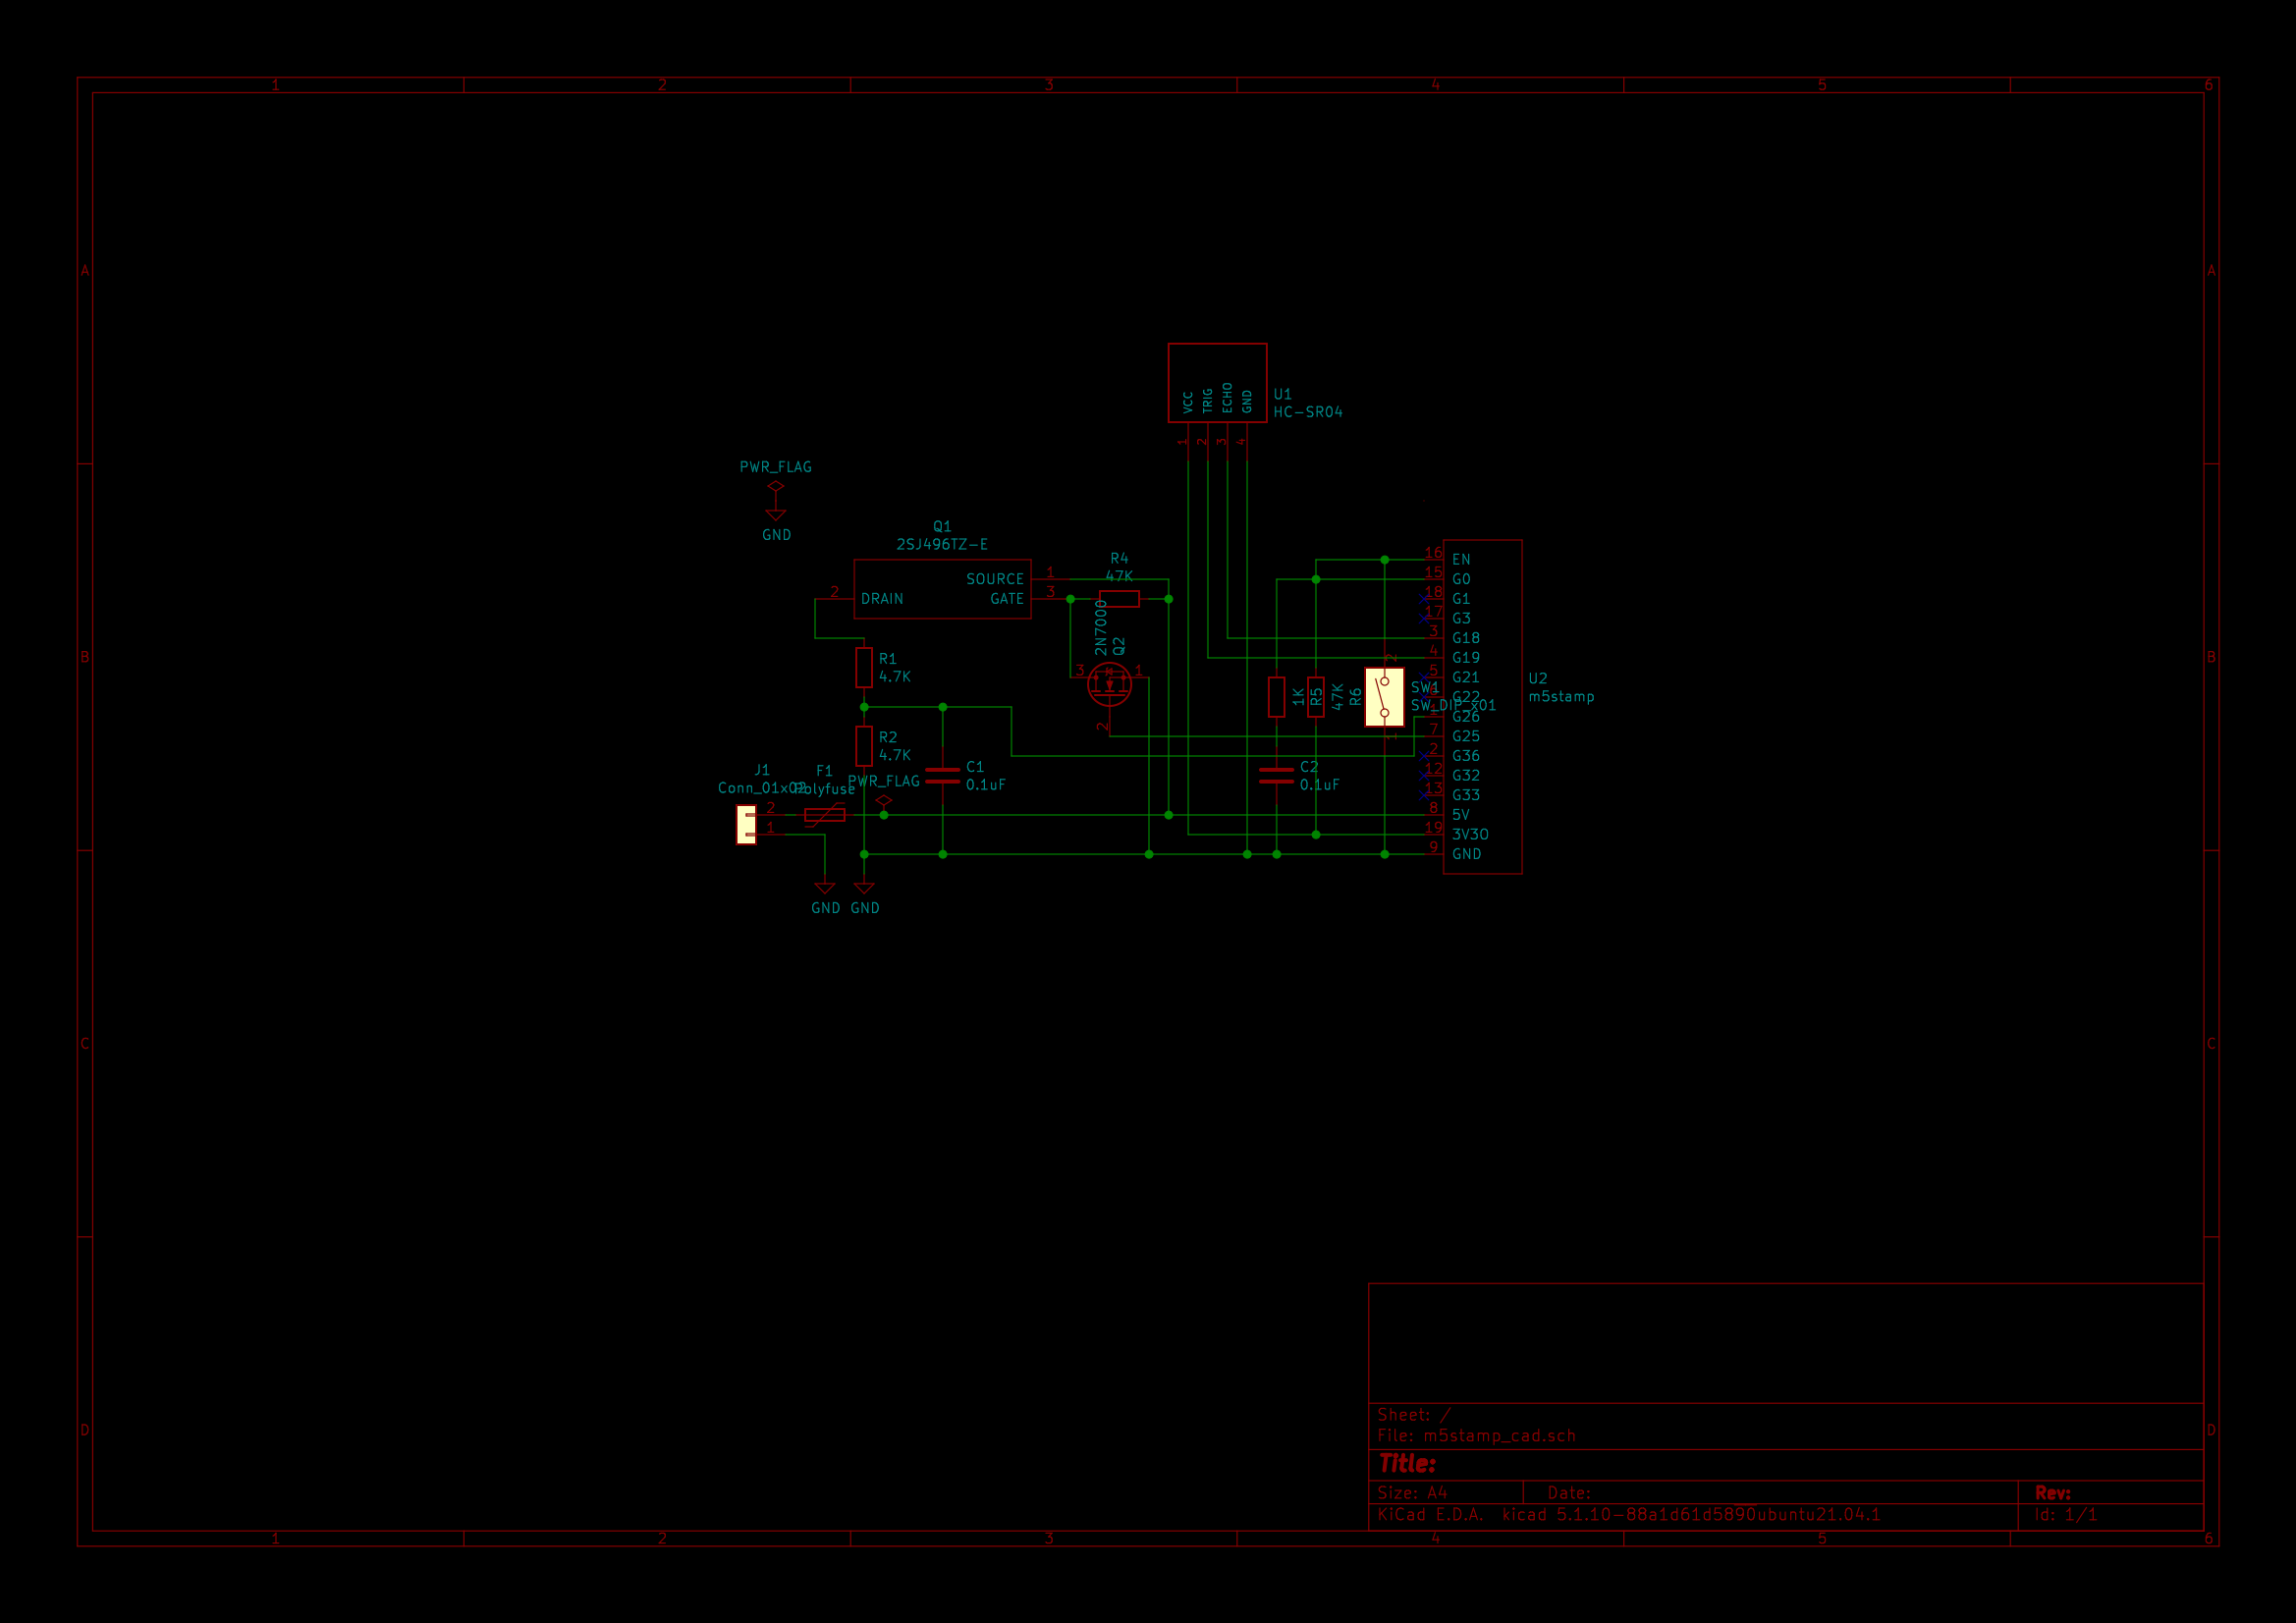 1 2 3 4 5 6
A A
U1
HC-SR04
VCC
TRIG
ECHO
GND
1
2
3
4
PWR_FLAG
GND
Q1
2SJ496TZ-E
SOURCE 1
GATE 3
2 DRAIN
R4
47K
2N7000
Q2
3 1
2
R1
4.7K
R2
4.7K
B B
16 EN
15 G0
18 G1
17 G3
3 G18
4 G19
5 G21
G22
1 G26
7 G25
2 G36
12 G32
13 G33
8 5V
19 3V3O
9 GND
U2
m5stamp
1K
R5
47K
R6
2
SW1
SW_DIP_x01
1
J1
Conn_01x02
2
1
F1
Polyfuse
PWR_FLAG
C1
0.1uF
C2
0.1uF
GND GND
C C
D D
Sheet: /
File: m5stamp_cad.sch
Title:
Size: A4 Date: Rev:
KiCad E.D.A. kicad 5.1.10-88a1d61d5890ubuntu21.04.1 Id: 1/1
1 2 3 4 5 6